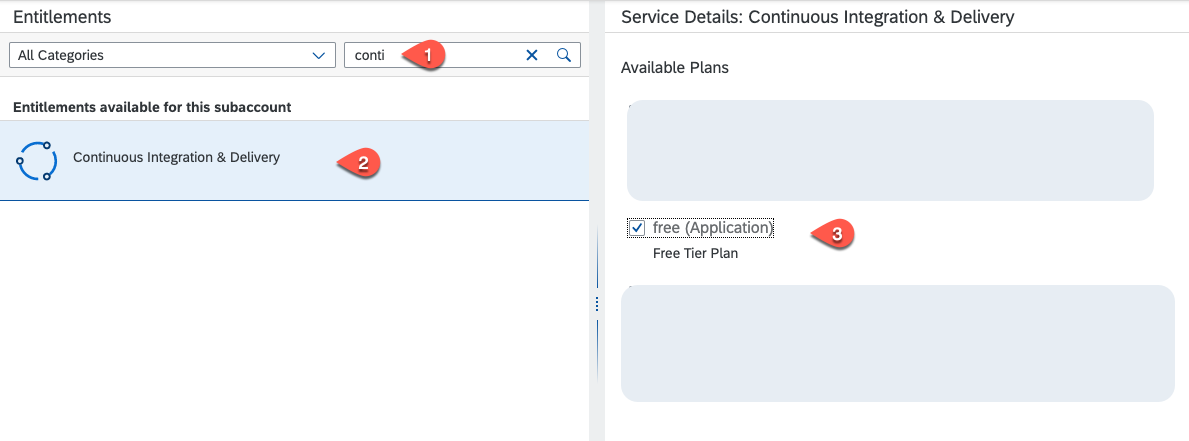 Entitlements
All Categories
conti
1
Entitlements available for this subaccount
Continuous Integration & Delivery
2
Service Details: Continuous Integration & Delivery
Available Plans
free (Application)
3
Free Tier Plan